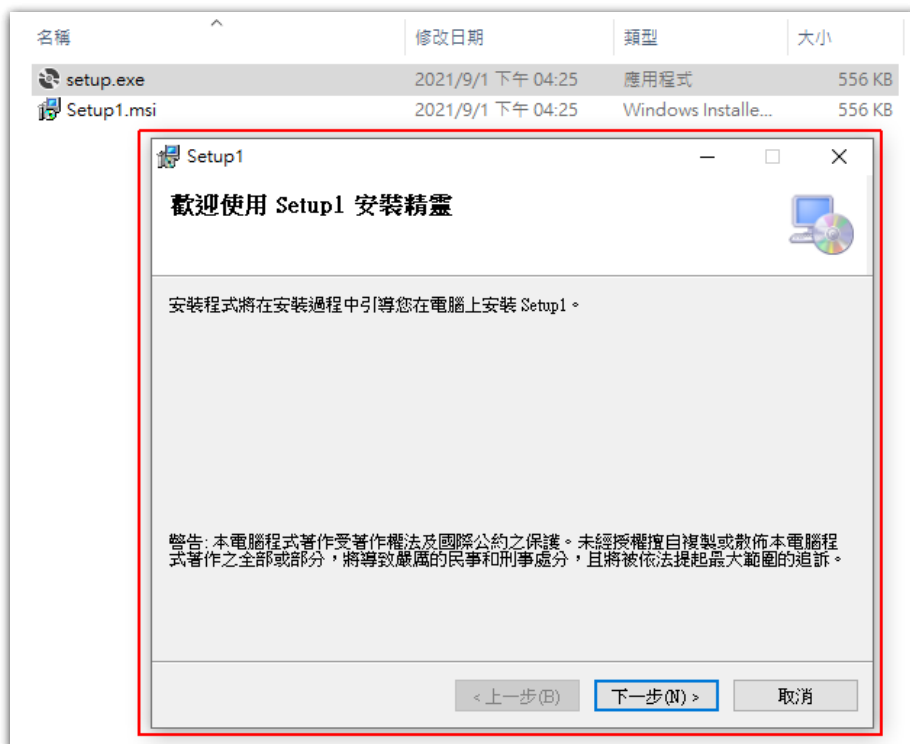 名稱 修改日期 類型 大小
setup.exe 2021/9/1 下午 04:25 應用程式 556 KB
Setup1.msi 2021/9/1 下午 04:25 Windows Installe... 556 KB
Setup1
歡迎使用 Setup1 安裝精靈
安裝程式將在安裝過程中引導您在電腦上安裝 Setup1。
警告: 本電腦程式著作受著作權法及國際公約之保護。未經授權擅自複製或散佈本電腦程
式著作之全部或部分，將導致嚴厲的民事和刑事處分，且將被依法提起最大範圍的追訴。
<上一步(B) 下一步(N) > 取消